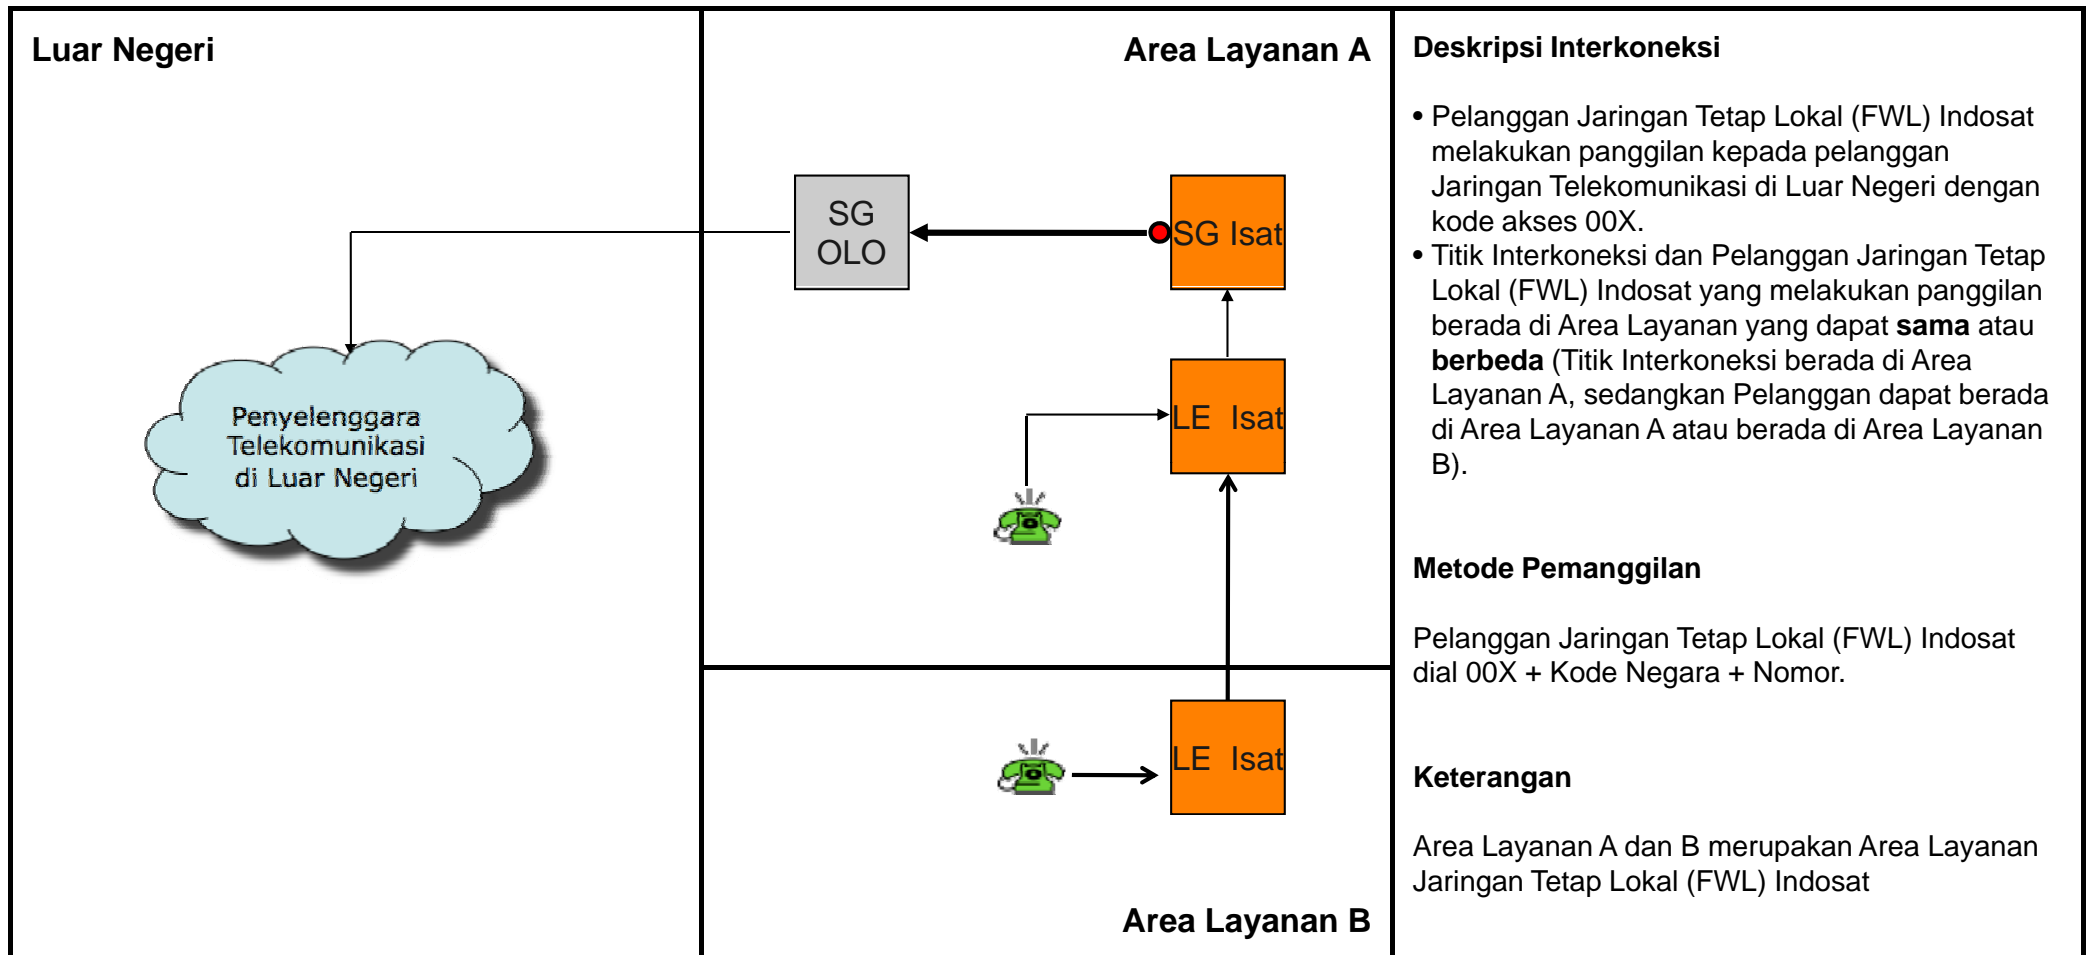 Luar Negeri
Area Layanan A
SG
OLO
SG Isat
LE Isat
Penyelenggara
Telekomunikasi
di Luar Negeri
LE Isat
Area Layanan B
Deskripsi Interkoneksi
• Pelanggan Jaringan Tetap Lokal (FWL) Indosat
melakukan panggilan kepada pelanggan
Jaringan Telekomunikasi di Luar Negeri dengan
kode akses 00X.
• Titik Interkoneksi dan Pelanggan Jaringan Tetap
Lokal (FWL) Indosat yang melakukan panggilan
berada di Area Layanan yang dapat sama atau
berbeda (Titik Interkoneksi berada di Area
Layanan A, sedangkan Pelanggan dapat berada
di Area Layanan A atau berada di Area Layanan
B).
Metode Pemanggilan
Pelanggan Jaringan Tetap Lokal (FWL) Indosat
dial 00X + Kode Negara + Nomor.
Keterangan
Area Layanan A dan B merupakan Area Layanan
Jaringan Tetap Lokal (FWL) Indosat